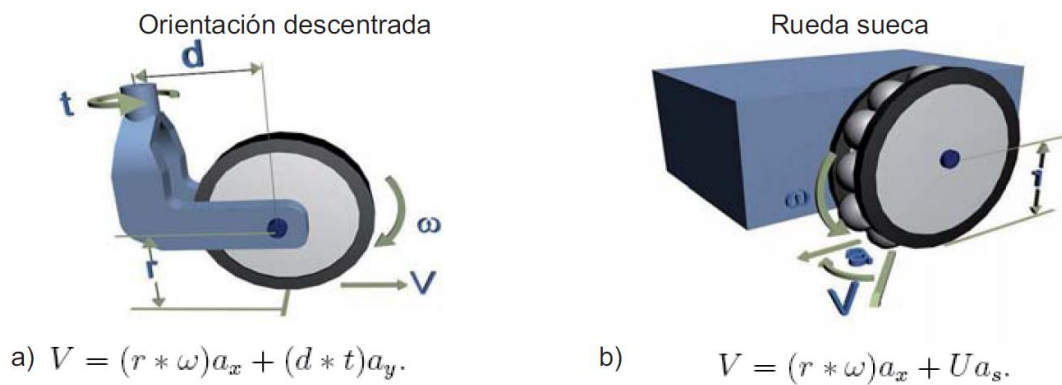 Orientación descentrada
d
t
ω
r
V
a) V = (r * ω)a_x + (d * t)a_y.
Rueda sueca
ω
r
a
V
b) V = (r * ω)a_x + Ua_s.